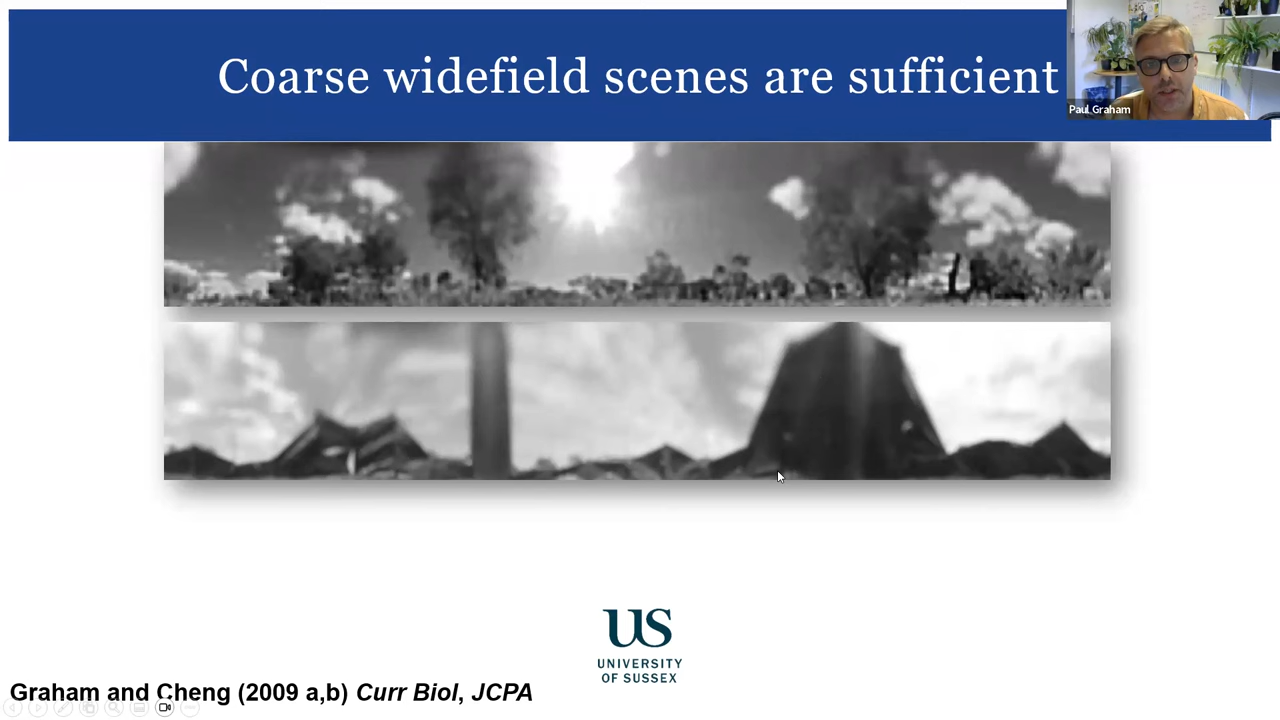 Coarse widefield scenes are sufficient
Paul Graham
US
UNIVERSITY
OF SUSSEX
Graham and Cheng (2009 a,b) Curr Biol, JCPA